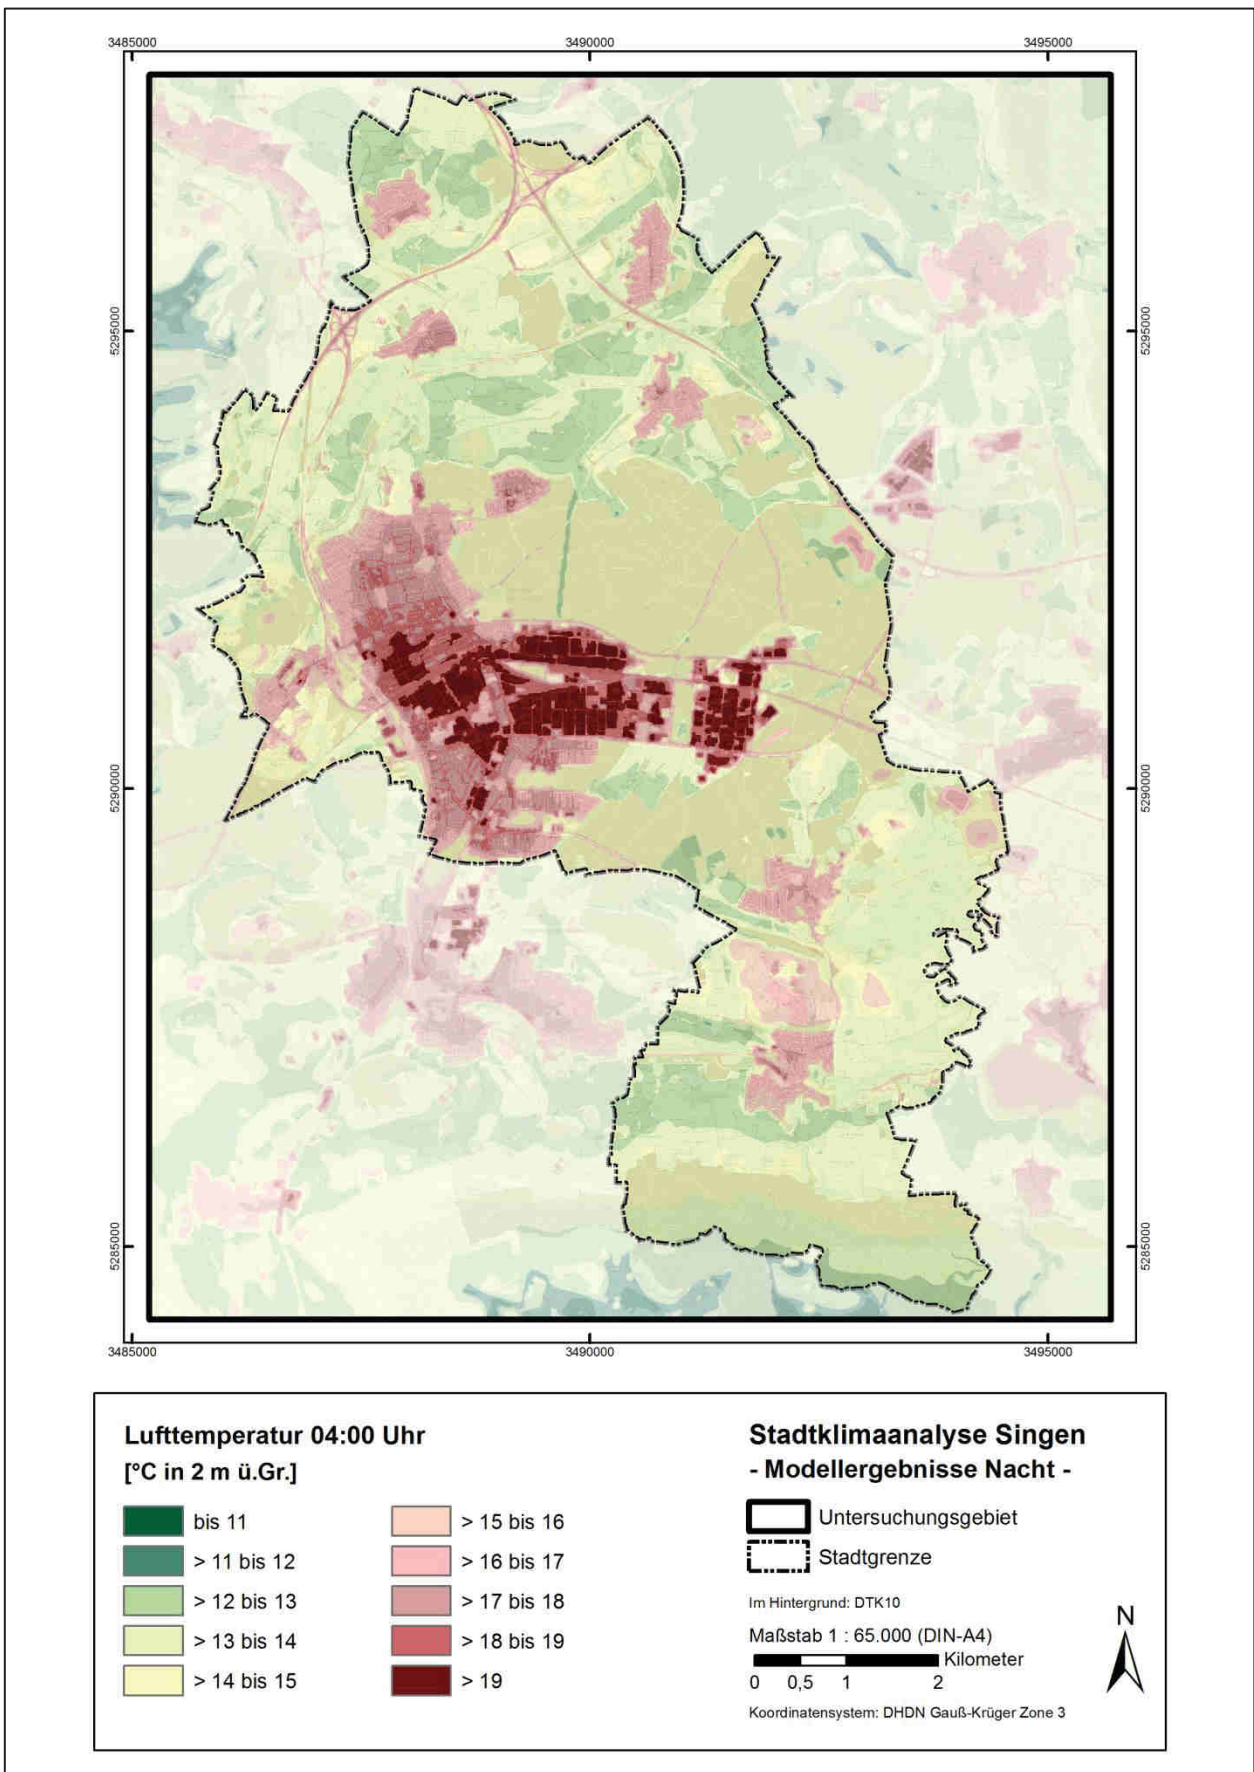 3485000
3490000
3495000
5295000
5295000
5290000
5290000
5285000
5285000
3485000
3490000
3495000
Lufttemperatur 04:00 Uhr
[°C in 2 m ü.Gr.]
bis 11
> 11 bis 12
> 12 bis 13
> 13 bis 14
> 14 bis 15
> 15 bis 16
> 16 bis 17
> 17 bis 18
> 18 bis 19
> 19
Stadtklimaanalyse Singen
- Modellergebnisse Nacht -
Untersuchungsgebiet
Stadtgrenze
Im Hintergrund: DTK10
Maßstab 1 : 65.000 (DIN-A4)
Kilometer
0 0,5 1 2
Koordinatensystem: DHDN Gauß-Krüger Zone 3
N